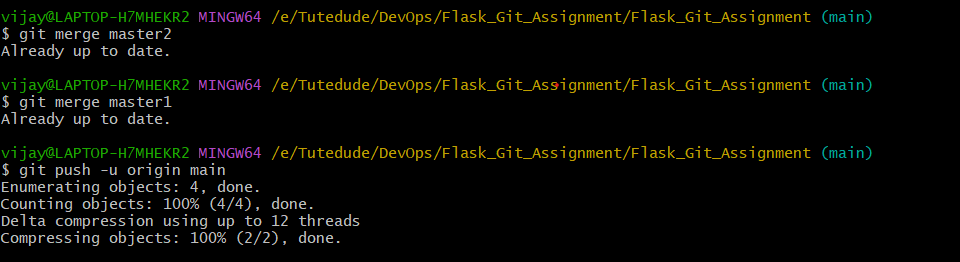 vijay@LAPTOP-H7MHEKR2 MINGW64 /e/Tutedude/DevOps/Flask_Git_Assignment/Flask_Git_Assignment (main)
$ git merge master2
Already up to date.
vijay@LAPTOP-H7MHEKR2 MINGW64 /e/Tutedude/DevOps/Flask_Git_Assignment/Flask_Git_Assignment (main)
$ git merge master1
Already up to date.
vijay@LAPTOP-H7MHEKR2 MINGW64 /e/Tutedude/DevOps/Flask_Git_Assignment/Flask_Git_Assignment (main)
$ git push -u origin main
Enumerating objects: 4, done.
Counting objects: 100% (4/4), done.
Delta compression using up to 12 threads
Compressing objects: 100% (2/2), done.